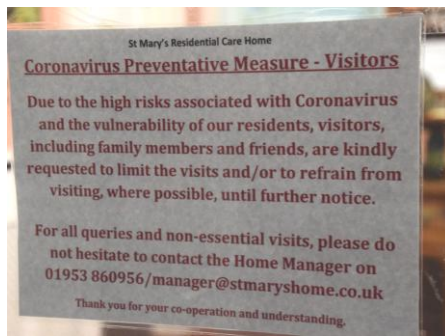 St Mary's Residential Care Home
Coronavirus Preventative Measure - Visitors
Due to the high risks associated with Coronavirus
and the vulnerability of our residents, visitors,
including family members and friends, are kindly
requested to limit the visits and/or to refrain from
visiting, where possible, until further notice.
For all queries and non-essential visits, please do
not hesitate to contact the Home Manager on
01953 860956/manager@stmaryshome.co.uk
Thank you for your co-operation and understanding.